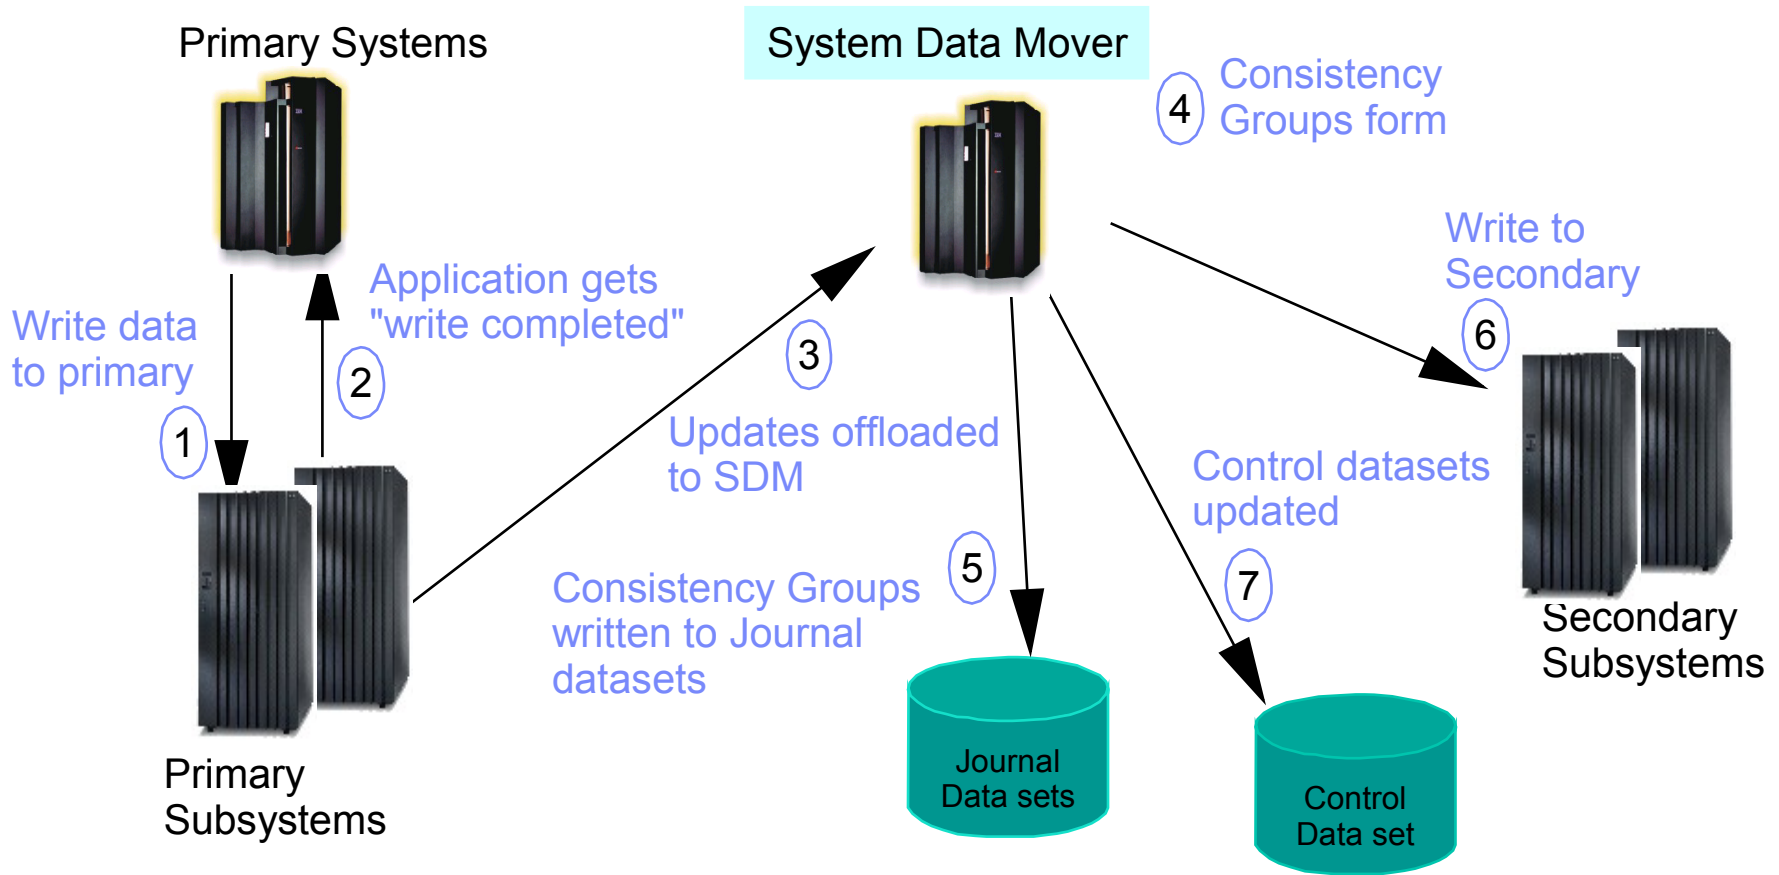 Primary Systems
System Data Mover
4
Consistency
Groups form
Write to
Secondary
6
Application gets
"write completed"
Write data
to primary
1
2
3
Updates offloaded
to SDM
Control datasets
updated
5
7
Consistency Groups
written to Journal
datasets
Secondary
Subsystems
Primary
Subsystems
Journal
Data sets
Control
Data set